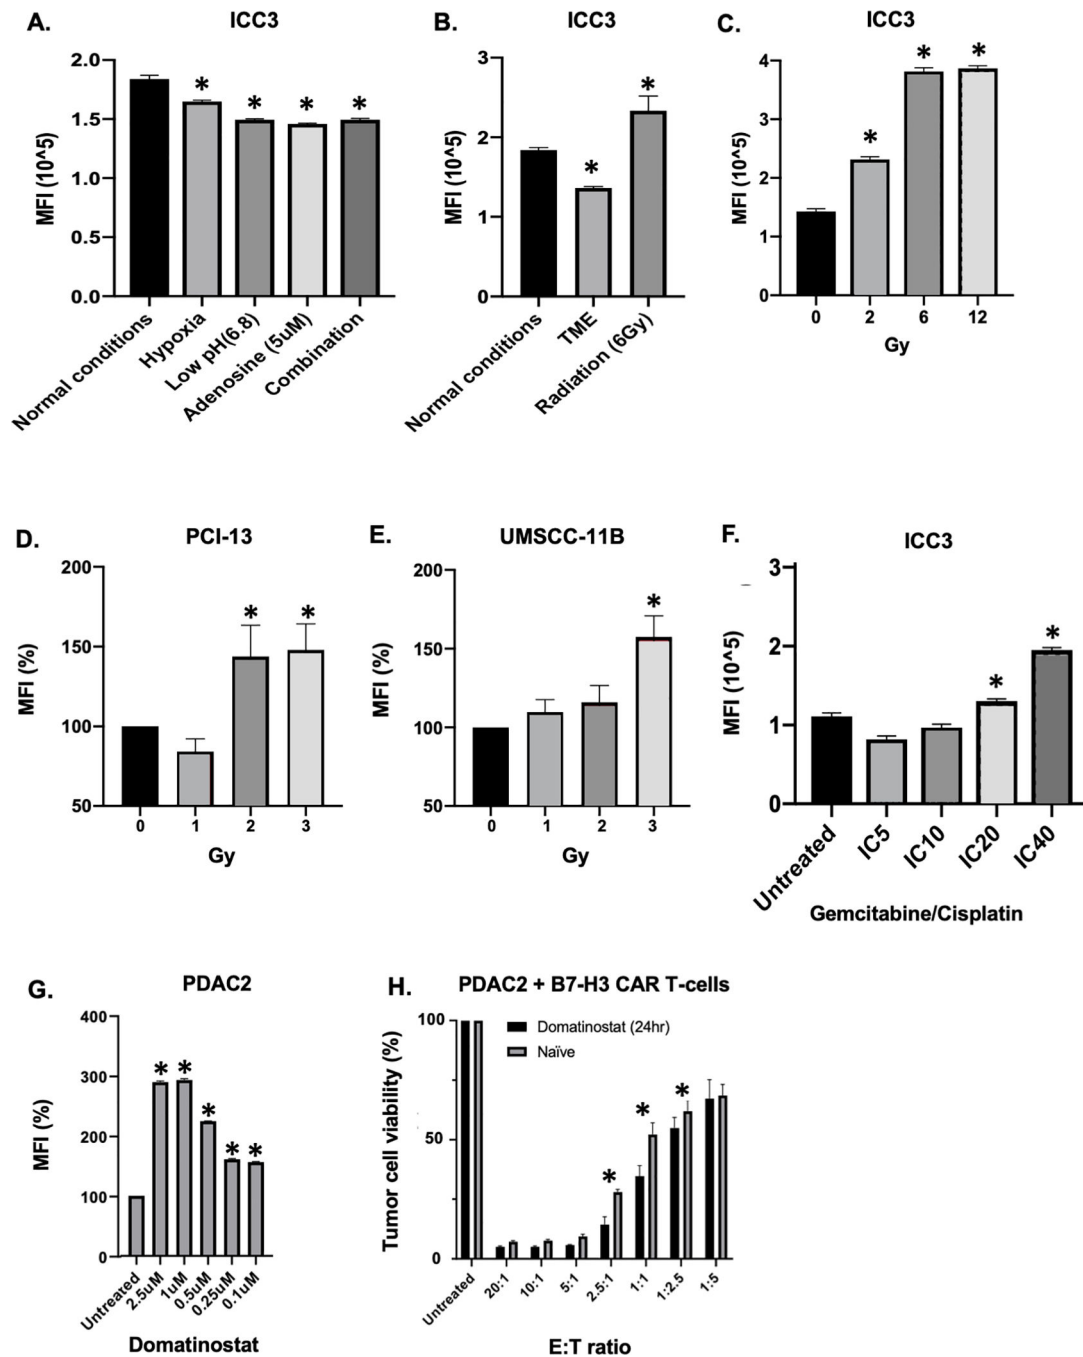 A.
ICC3
MFI (10^5)
2.0
1.5
1.0
0.5
0.0
* * * *
Normal conditions
Hypoxia
Low pH(6.8)
Adenosine (5uM)
Combination
B.
ICC3
MFI (10^5)
3
2
1
0
* *
Normal conditions
TME
Radiation (6Gy)
C.
ICC3
MFI (10^5)
4
3
2
1
0
* * *
0 2 6 12
Gy
D.
PCI-13
MFI (%)
200
150
100
50
* *
0 1 2 3
Gy
E.
UMSCC-11B
MFI (%)
200
150
100
50
*
0 1 2 3
Gy
F.
ICC3
MFI (10^5)
3
2
1
0
* *
Untreated
IC5
IC10
IC20
IC40
Gemcitabine/Cisplatin
G.
PDAC2
MFI (%)
400
300
200
100
0
* * * * *
Untreated
2.5uM
1uM
0.5uM
0.25uM
0.1uM
Domatinostat
H.
PDAC2 + B7-H3 CAR T-cells
Tumor cell viability (%)
100
50
0
Domatinostat (24hr)
Naïve
* * *
Untreated
20:1
10:1
5:1
2.5:1
1:1
1:2.5
1:5
E:T ratio